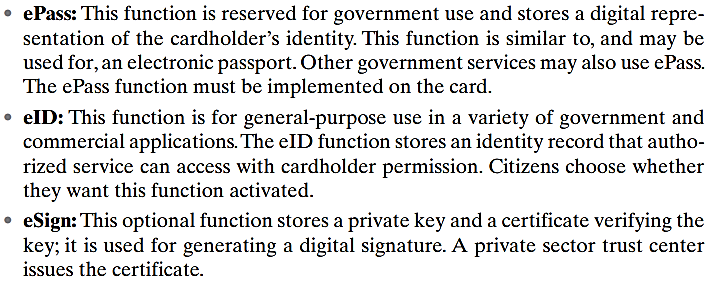 • ePass: This function is reserved for government use and stores a digital repre-
sentation of the cardholder's identity. This function is similar to, and may be
used for, an electronic passport. Other government services may also use ePass.
The ePass function must be implemented on the card.
• eID: This function is for general-purpose use in a variety of government and
commercial applications. The eID function stores an identity record that autho-
rized service can access with cardholder permission. Citizens choose whether
they want this function activated.
• eSign: This optional function stores a private key and a certificate verifying the
key; it is used for generating a digital signature. A private sector trust center
issues the certificate.